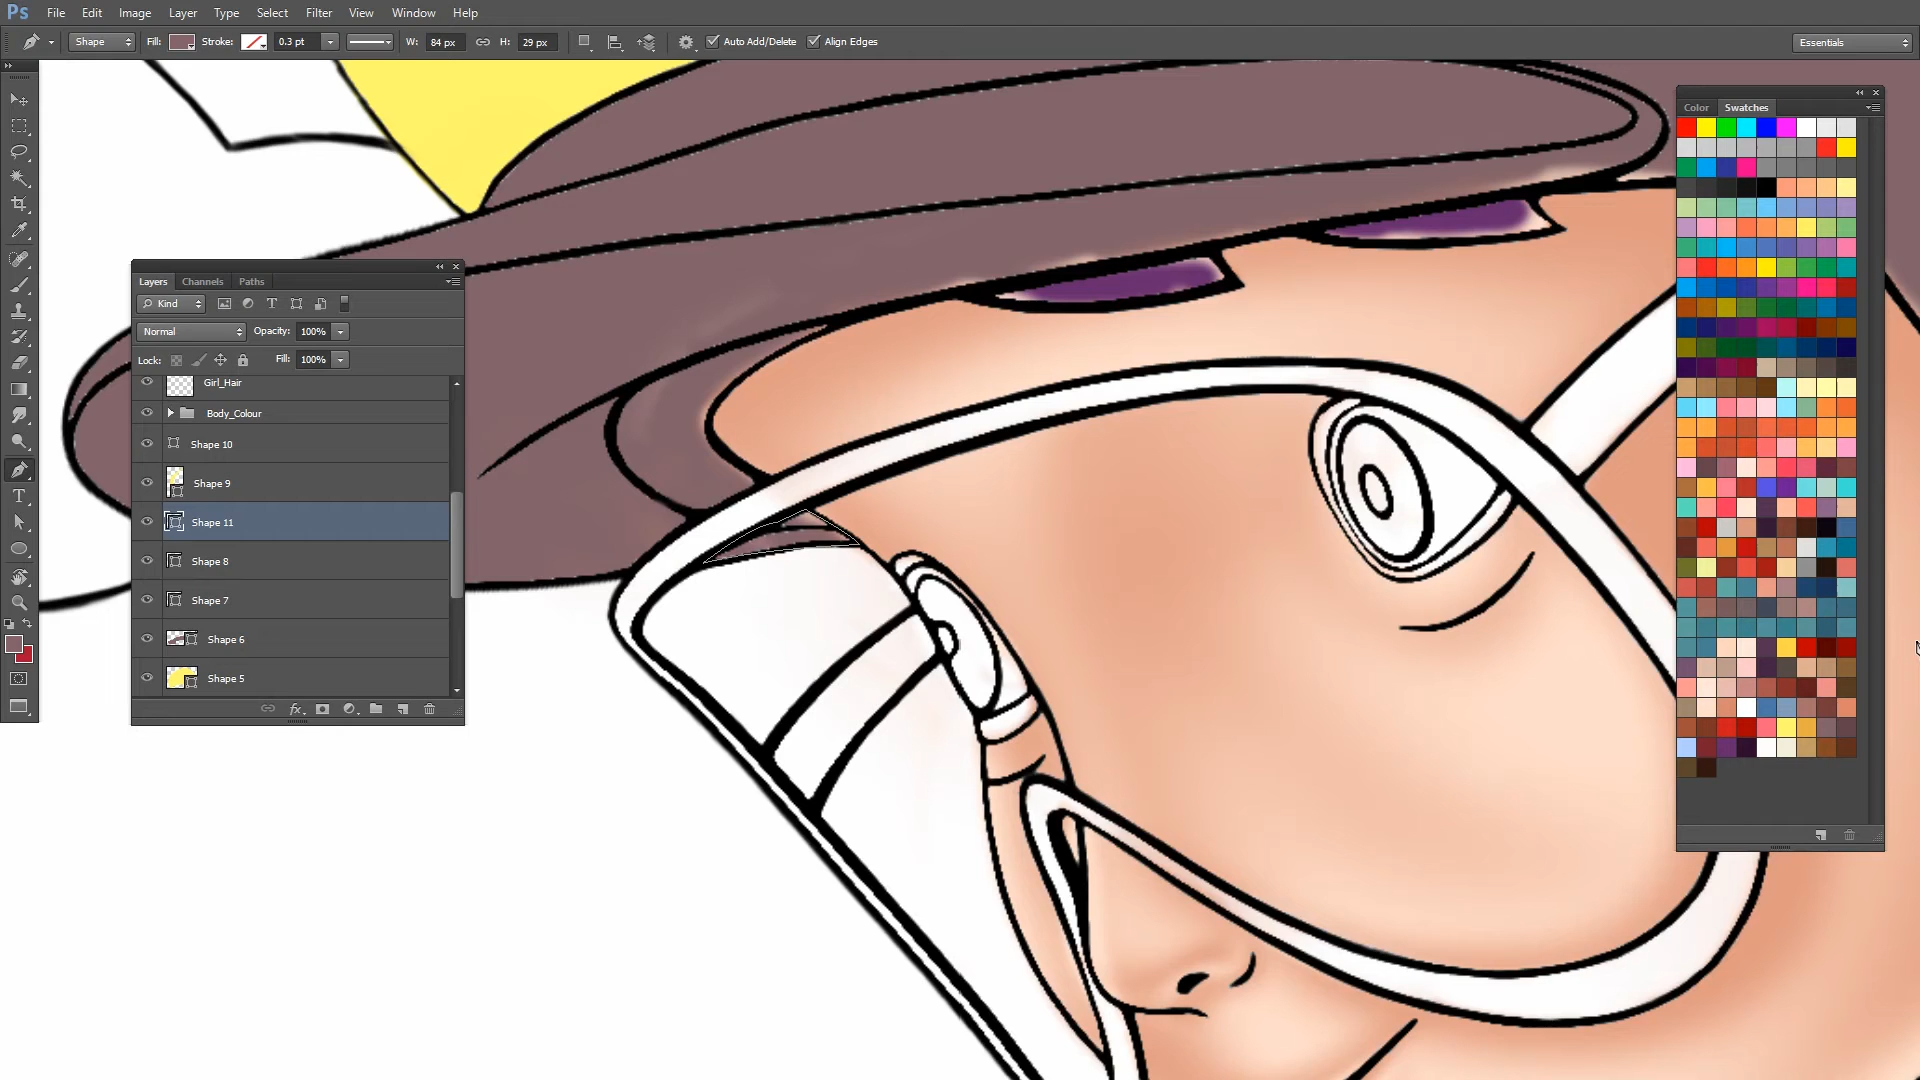 Ps File Edit Image Layer Type Select Filter View Window Help
Shape Fill: Stroke: 0.3 pt W: 84 px H: 29 px Auto Add/Delete Align Edges Essentials
Color Swatches
Layers Channels Paths
Kind T
Normal Opacity: 100%
Lock: Fill: 100%
Girl_Hair
Body_Colour
Shape 10
Shape 9
Shape 11
Shape 8
Shape 7
Shape 6
Shape 5
fx
T